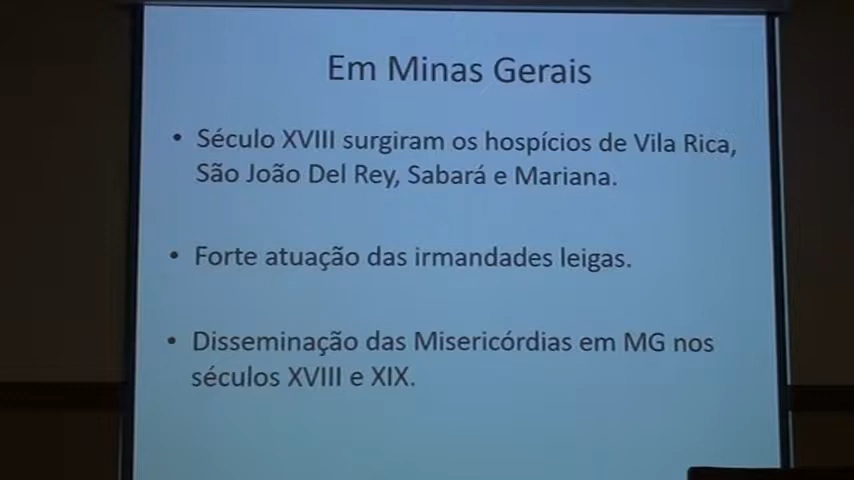 Em Minas Gerais
• Século XVIII surgiram os hospícios de Vila Rica,
São João Del Rey, Sabará e Mariana.
• Forte atuação das irmandades leigas.
• Disseminação das Misericórdias em MG nos
séculos XVIII e XIX.